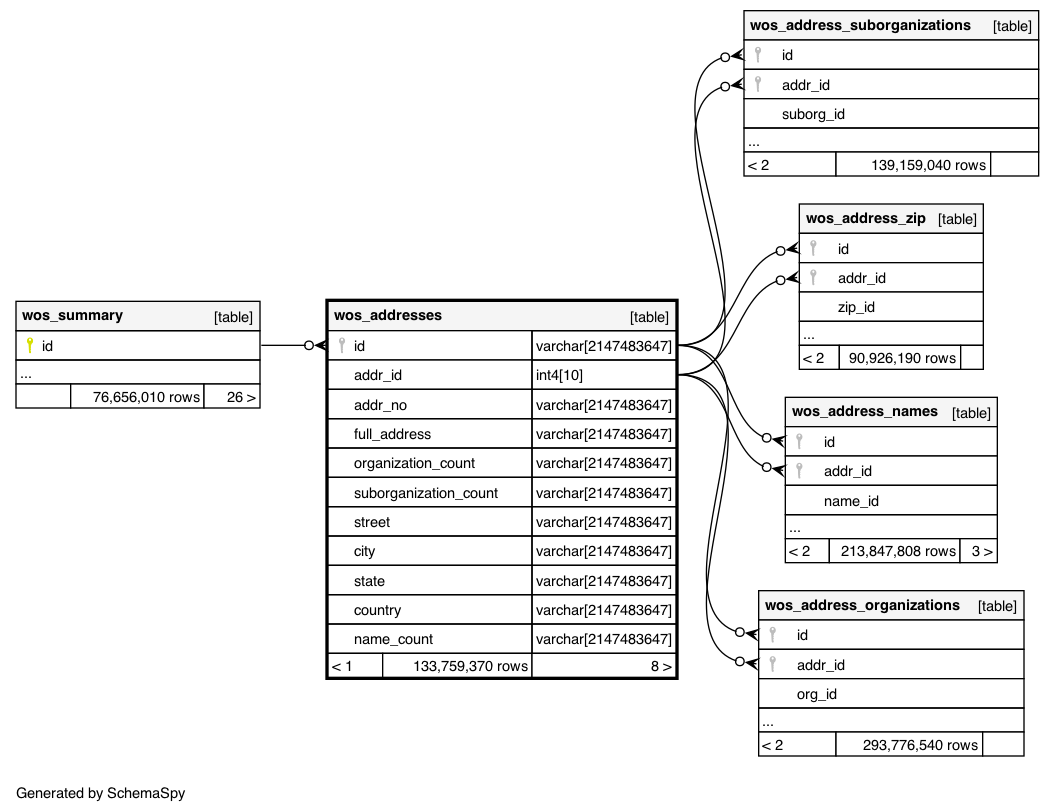 wos_address_suborganizations [table]
id
addr_id
suborg_id
...
< 2 139,159,040 rows
wos_address_zip [table]
id
addr_id
zip_id
...
< 2 90,926,190 rows
wos_summary [table]
id
...
76,656,010 rows 26 >
wos_addresses [table]
id varchar[2147483647]
addr_id int4[10]
addr_no varchar[2147483647]
full_address varchar[2147483647]
organization_count varchar[2147483647]
suborganization_count varchar[2147483647]
street varchar[2147483647]
city varchar[2147483647]
state varchar[2147483647]
country varchar[2147483647]
name_count varchar[2147483647]
< 1 133,759,370 rows 8 >
wos_address_names [table]
id
addr_id
name_id
...
< 2 213,847,808 rows 3 >
wos_address_organizations [table]
id
addr_id
org_id
...
< 2 293,776,540 rows
Generated by SchemaSpy